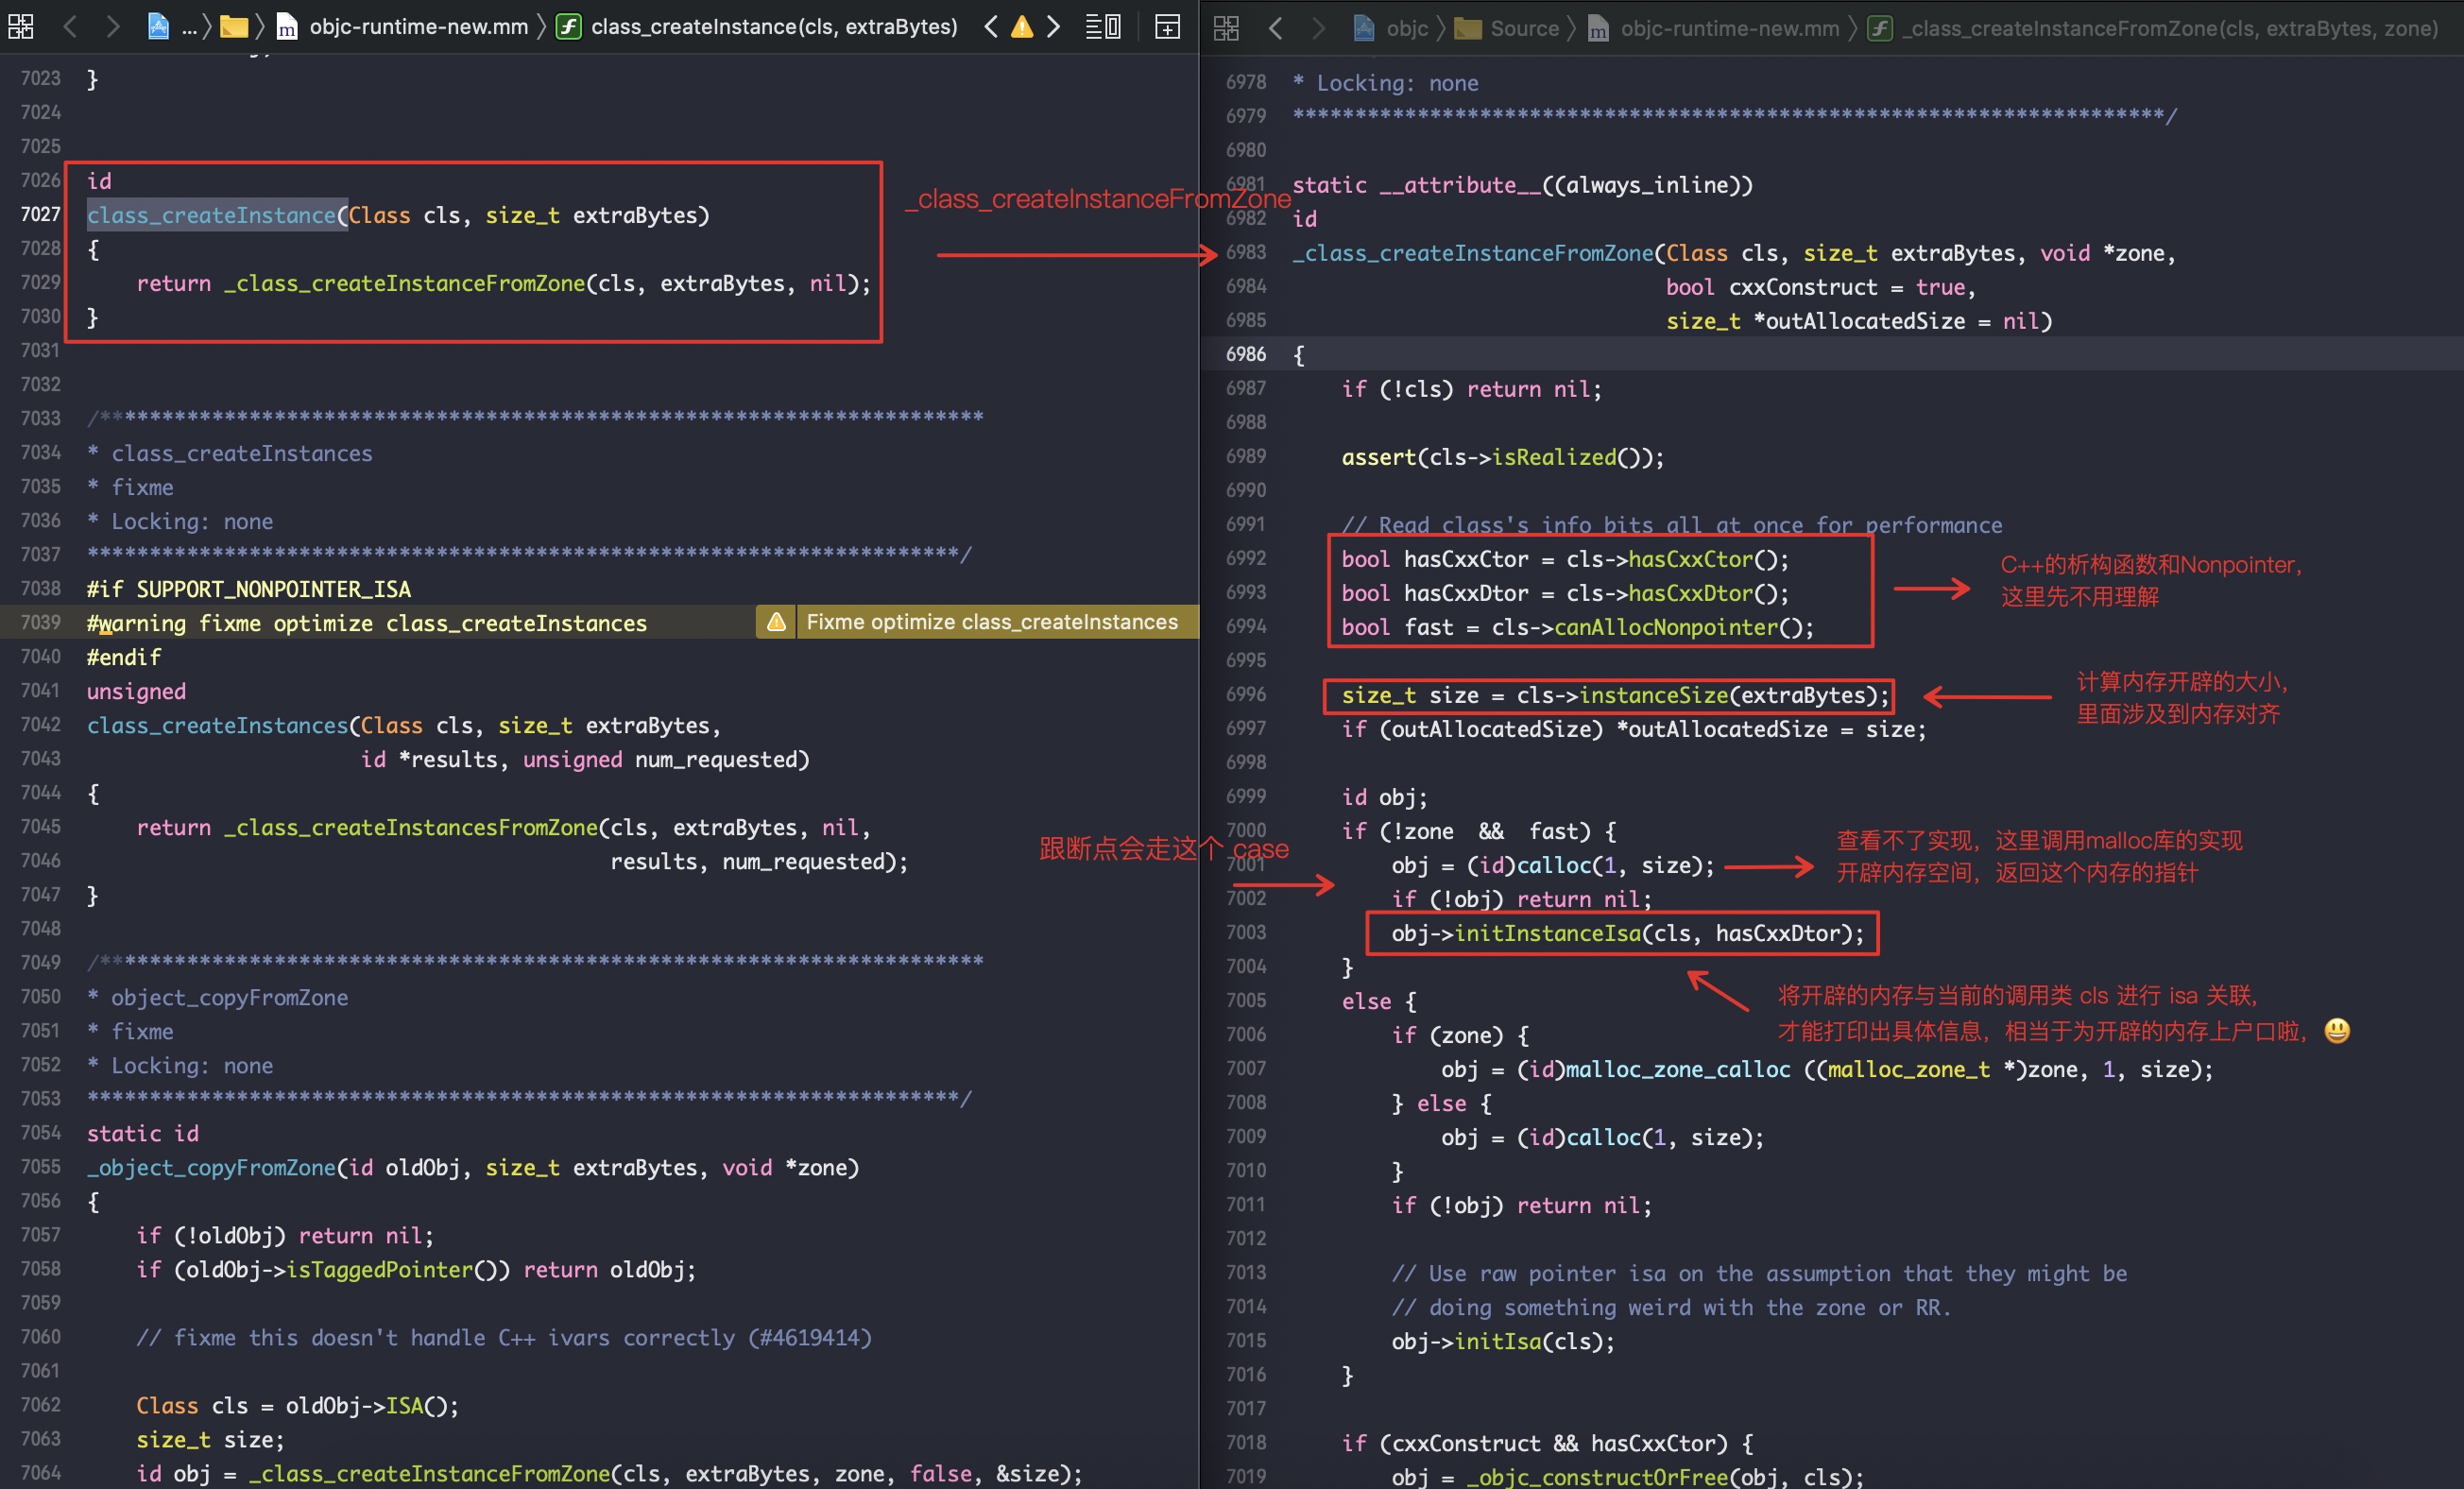 ... objc-runtime-new.mm class_createInstance(cls, extraBytes)
7023 }
7024
7025
7026 id
7027 class_createInstance(Class cls, size_t extraBytes)
7028 {
7029 return _class_createInstanceFromZone(cls, extraBytes, nil);
7030 }
7031
7032
7033 /***********************************************************************
7034 * class_createInstances
7035 * fixme
7036 * Locking: none
7037 **********************************************************************/
7038 #if SUPPORT_NONPOINTER_ISA
7039 #warning fixme optimize class_createInstances Fixme optimize class_createInstances
7040 #endif
7041 unsigned
7042 class_createInstances(Class cls, size_t extraBytes,
7043 id *results, unsigned num_requested)
7044 {
7045 return _class_createInstancesFromZone(cls, extraBytes, nil,
7046 results, num_requested);
7047 }
7048
7049 /***********************************************************************
7050 * object_copyFromZone
7051 * fixme
7052 * Locking: none
7053 **********************************************************************/
7054 static id
7055 _object_copyFromZone(id oldObj, size_t extraBytes, void *zone)
7056 {
7057 if (!oldObj) return nil;
7058 if (oldObj->isTaggedPointer()) return oldObj;
7059
7060 // fixme this doesn't handle C++ ivars correctly (#4619414)
7061
7062 Class cls = oldObj->ISA();
7063 size_t size;
7064 id obj = _class_createInstanceFromZone(cls, extraBytes, zone, false, &size);
_class_createInstanceFromZone
跟断点会走这个 case
objc Source objc-runtime-new.mm _class_createInstanceFromZone(cls, extraBytes, zone)
6978 * Locking: none
6979 **********************************************************************/
6980
6981 static __attribute__((always_inline))
6982 id
6983 _class_createInstanceFromZone(Class cls, size_t extraBytes, void *zone,
6984 bool cxxConstruct = true,
6985 size_t *outAllocatedSize = nil)
6986 {
6987 if (!cls) return nil;
6988
6989 assert(cls->isRealized());
6990
6991 // Read class's info bits all at once for performance
6992 bool hasCxxCtor = cls->hasCxxCtor();
6993 bool hasCxxDtor = cls->hasCxxDtor();
6994 bool fast = cls->canAllocNonpointer();
C++的析构函数和Nonpointer,
这里先不用理解
6995
6996 size_t size = cls->instanceSize(extraBytes);
6997 if (outAllocatedSize) *outAllocatedSize = size;
计算内存开辟的大小,
里面涉及到内存对齐
6998
6999 id obj;
7000 if (!zone && fast) {
7001 obj = (id)calloc(1, size);
查看不了实现，这里调用malloc库的实现
开辟内存空间，返回这个内存的指针
7002 if (!obj) return nil;
7003 obj->initInstanceIsa(cls, hasCxxDtor);
7004 }
7005 else {
将开辟的内存与当前的调用类 cls 进行 isa 关联,
才能打印出具体信息，相当于为开辟的内存上户口啦，😃
7006 if (zone) {
7007 obj = (id)malloc_zone_calloc ((malloc_zone_t *)zone, 1, size);
7008 } else {
7009 obj = (id)calloc(1, size);
7010 }
7011 if (!obj) return nil;
7012
7013 // Use raw pointer isa on the assumption that they might be
7014 // doing something weird with the zone or RR.
7015 obj->initIsa(cls);
7016 }
7017
7018 if (cxxConstruct && hasCxxCtor) {
7019 obj = _objc_constructOrFree(obj, cls);